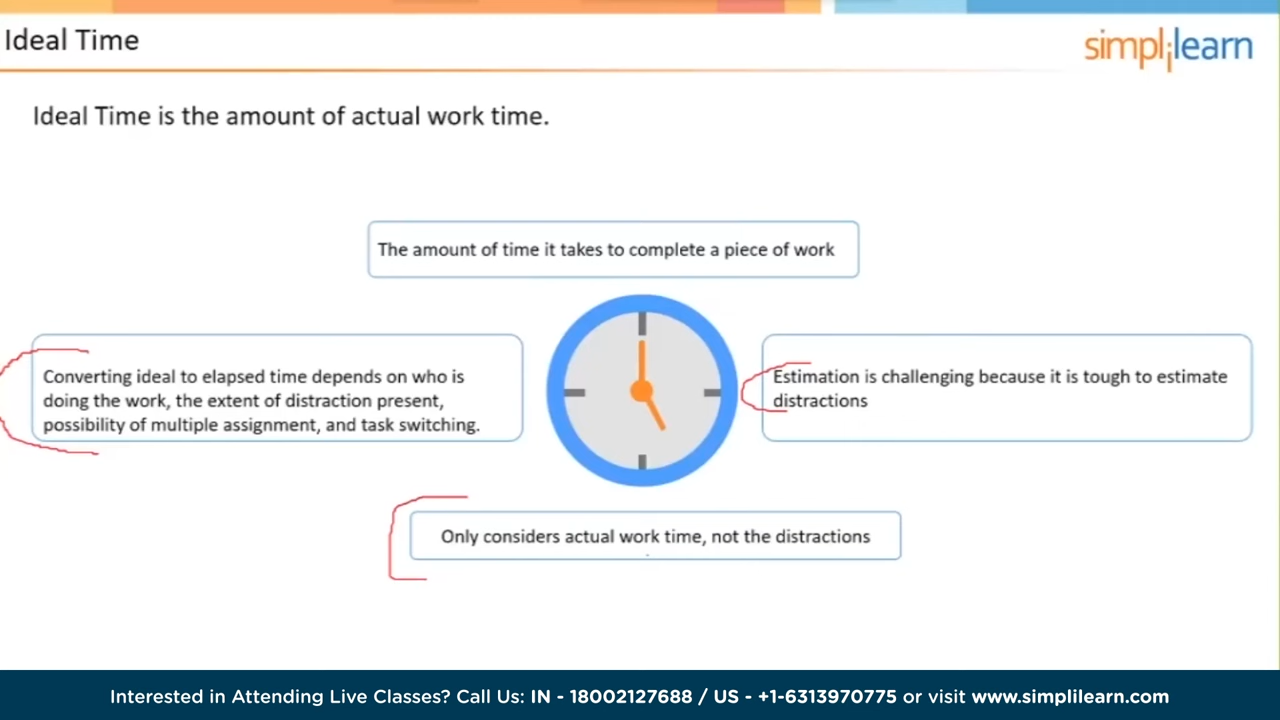 Ideal Time
simplilearn
Ideal Time is the amount of actual work time.
The amount of time it takes to complete a piece of work
Converting ideal to elapsed time depends on who is
doing the work, the extent of distraction present,
possibility of multiple assignment, and task switching.
Estimation is challenging because it is tough to estimate
distractions
Only considers actual work time, not the distractions
Interested in Attending Live Classes? Call Us: IN - 18002127688 / US - +1-6313970775 or visit www.simplilearn.com